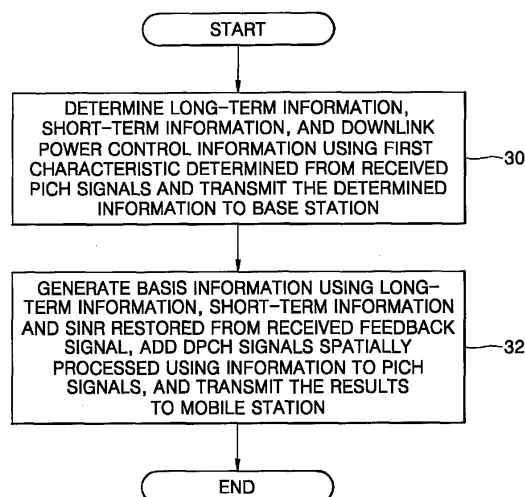 START
DETERMINE LONG-TERM INFORMATION,
SHORT-TERM INFORMATION, AND DOWNLINK
POWER CONTROL INFORMATION USING FIRST
CHARACTERISTIC DETERMINED FROM RECEIVED
PICH SIGNALS AND TRANSMIT THE DETERMINED
INFORMATION TO BASE STATION
30
GENERATE BASIS INFORMATION USING LONG-
TERM INFORMATION, SHORT-TERM INFORMATION
AND SINR RESTORED FROM RECEIVED FEEDBACK
SIGNAL, ADD DPCH SIGNALS SPATIALLY
PROCESSED USING INFORMATION TO PICH
SIGNALS, AND TRANSMIT THE RESULTS
TO MOBILE STATION
32
END